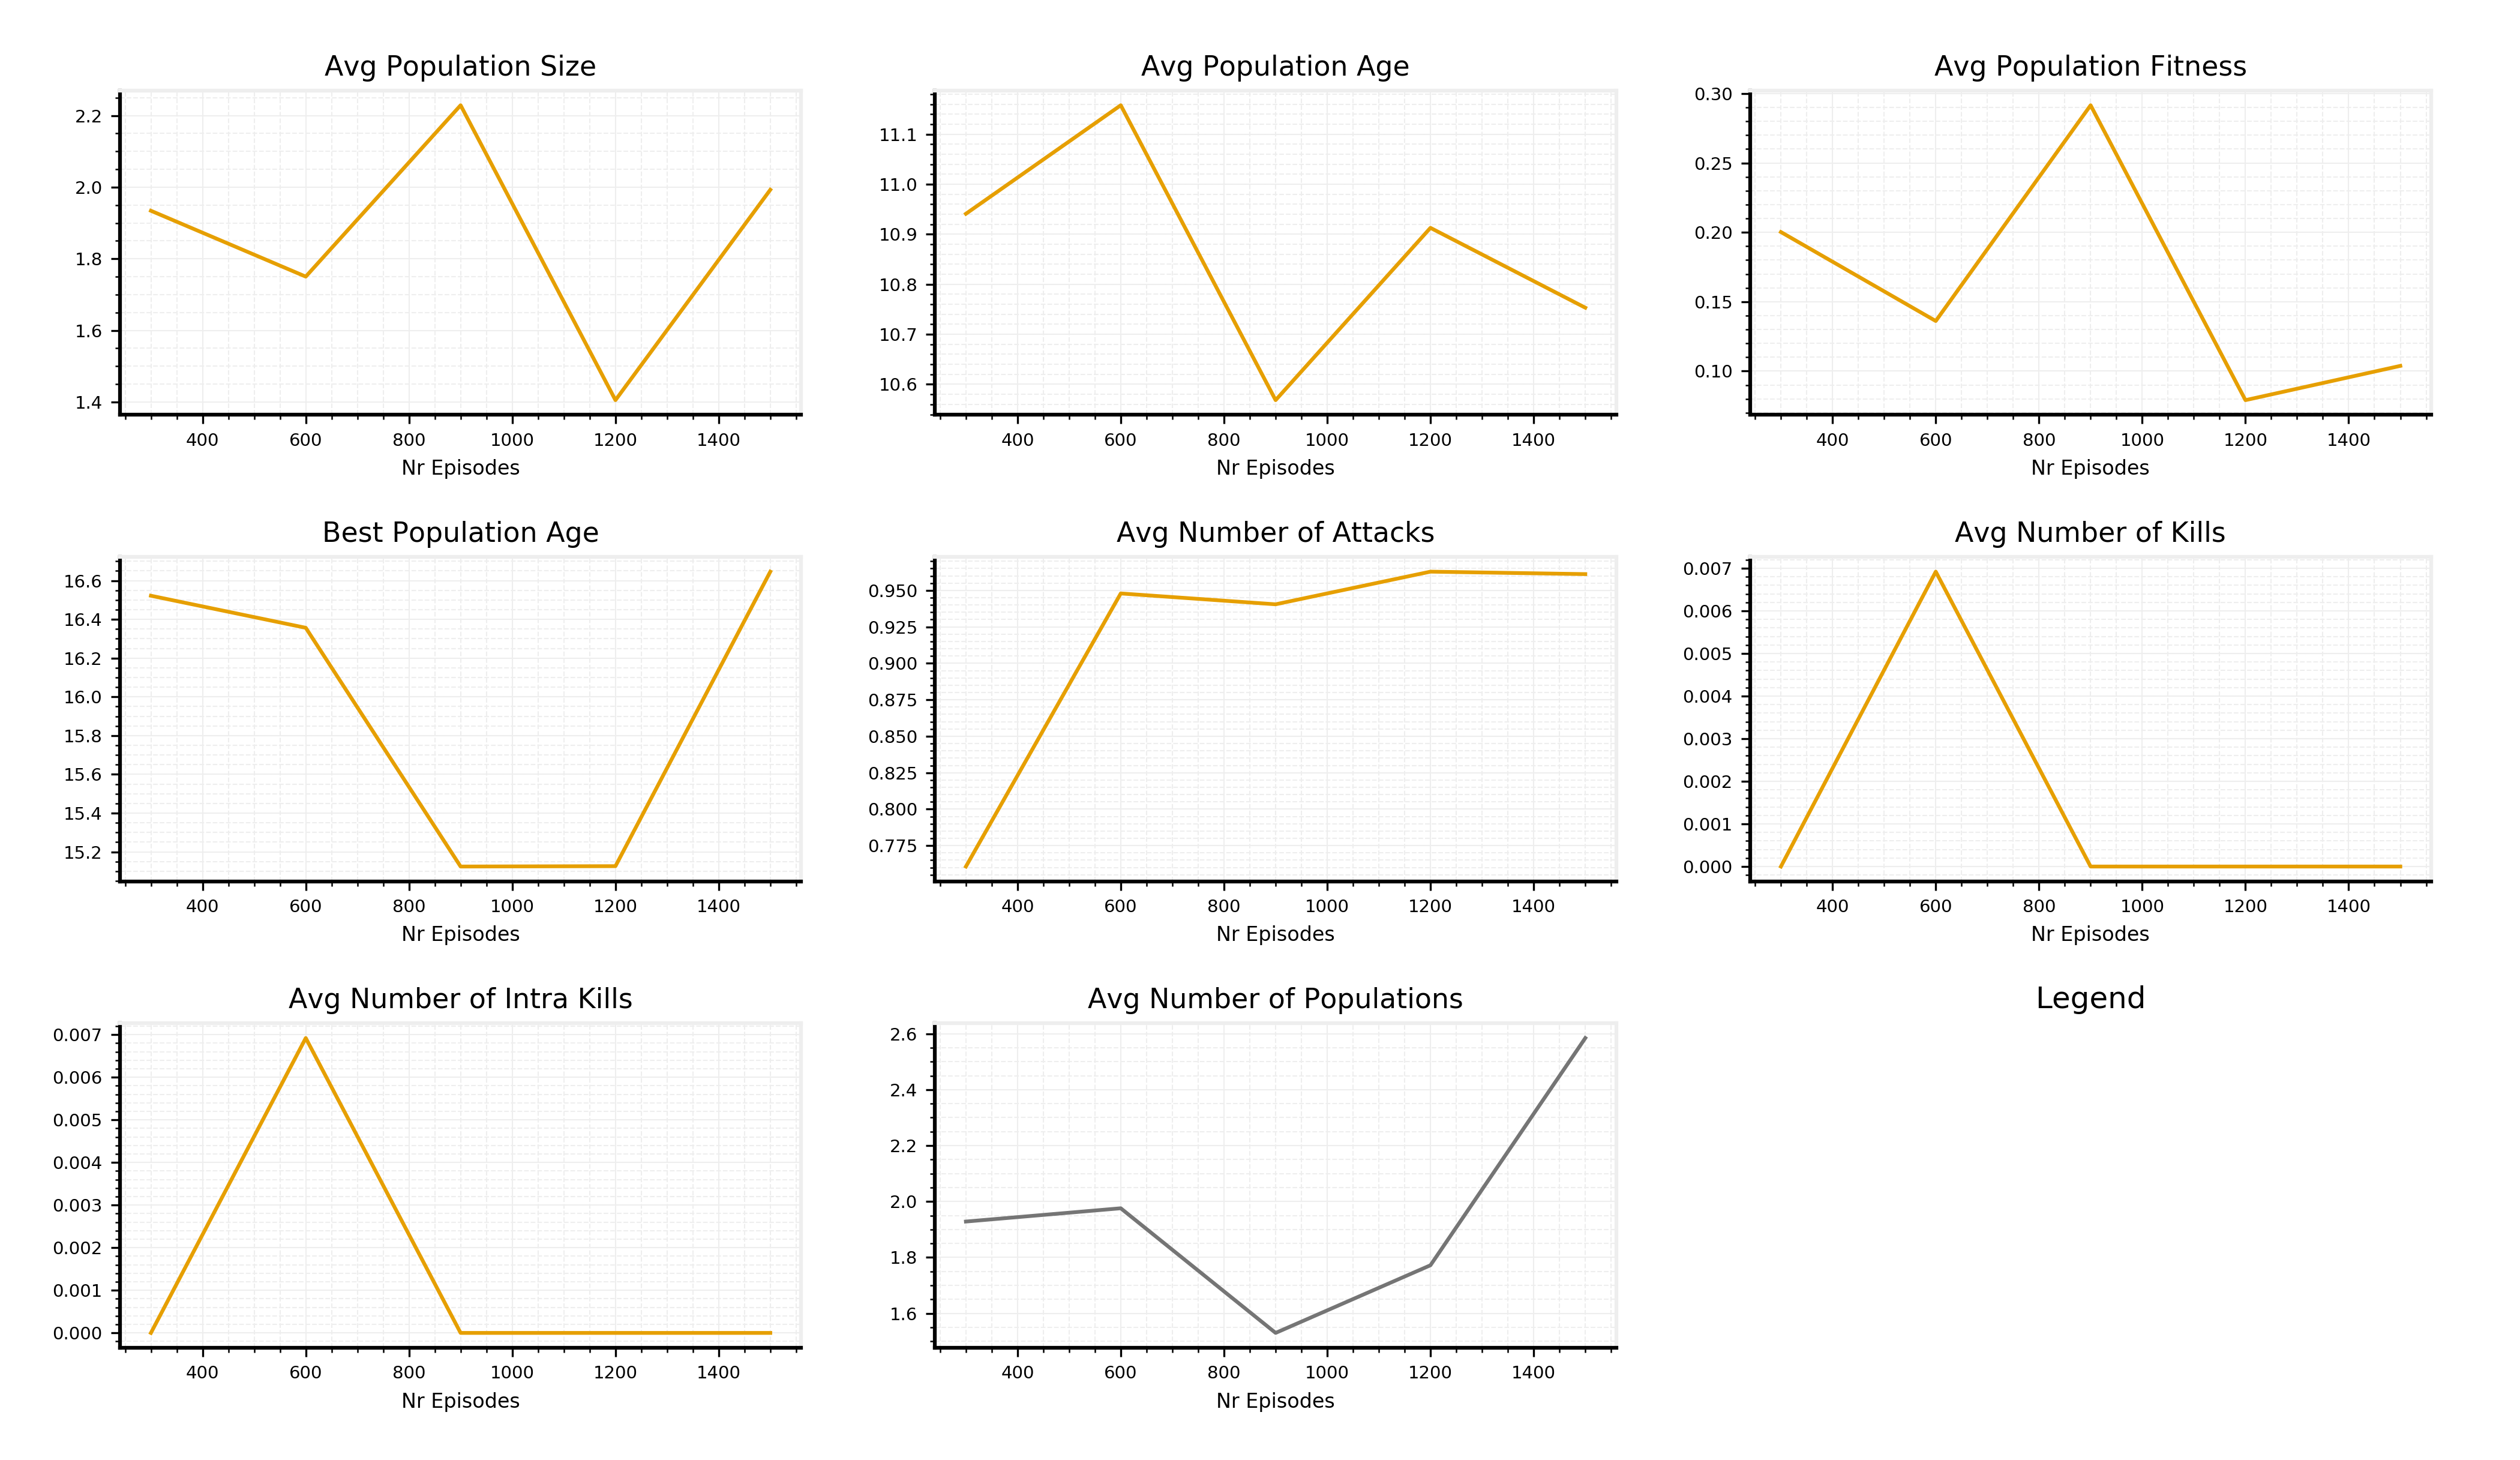 Avg Population Size
2.2
2.0
1.8
1.6
1.4
400 600 800 1000 1200 1400
Nr Episodes
Avg Population Age
11.1
11.0
10.9
10.8
10.7
10.6
400 600 800 1000 1200 1400
Nr Episodes
Avg Population Fitness
0.30
0.25
0.20
0.15
0.10
400 600 800 1000 1200 1400
Nr Episodes
Best Population Age
16.6
16.4
16.2
16.0
15.8
15.6
15.4
15.2
400 600 800 1000 1200 1400
Nr Episodes
Avg Number of Attacks
0.950
0.925
0.900
0.875
0.850
0.825
0.800
0.775
400 600 800 1000 1200 1400
Nr Episodes
Avg Number of Kills
0.007
0.006
0.005
0.004
0.003
0.002
0.001
0.000
400 600 800 1000 1200 1400
Nr Episodes
Avg Number of Intra Kills
0.007
0.006
0.005
0.004
0.003
0.002
0.001
0.000
400 600 800 1000 1200 1400
Nr Episodes
Avg Number of Populations
2.6
2.4
2.2
2.0
1.8
1.6
400 600 800 1000 1200 1400
Nr Episodes
Legend